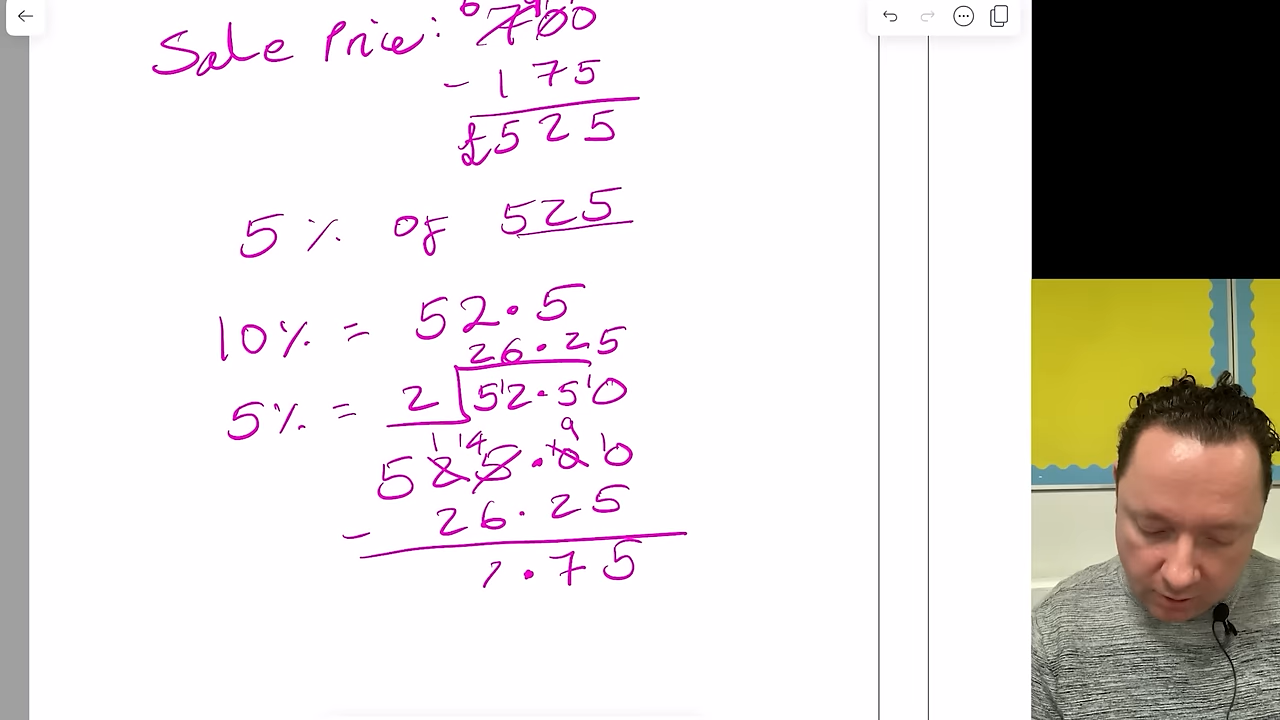 Sale Price: 700
- 175
£525
5% of 525
10% = 52.5
26.25
5% = 2 52.50
525.00
- 26.25
.75